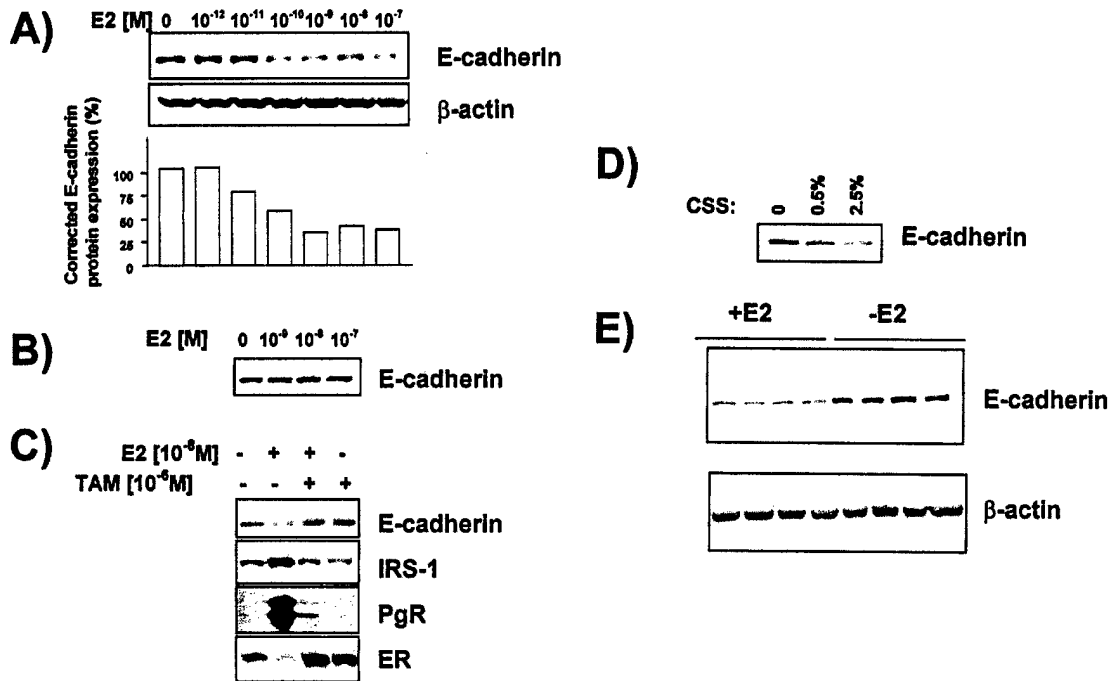 A)
E2 [M] 0 10⁻¹² 10⁻¹¹ 10⁻¹⁰ 10⁻⁹ 10⁻⁸ 10⁻⁷
E-cadherin
β-actin
Corrected E-cadherin
protein expression (%)
100
75
50
25
0
B)
E2 [M] 0 10⁻⁹ 10⁻⁸ 10⁻⁷
E-cadherin
C)
E2 [10⁻⁸M] - + + -
TAM [10⁻⁶M] - - + +
E-cadherin
IRS-1
PgR
ER
D)
CSS: 0 0.5% 2.5%
E-cadherin
E)
+E2 -E2
E-cadherin
β-actin